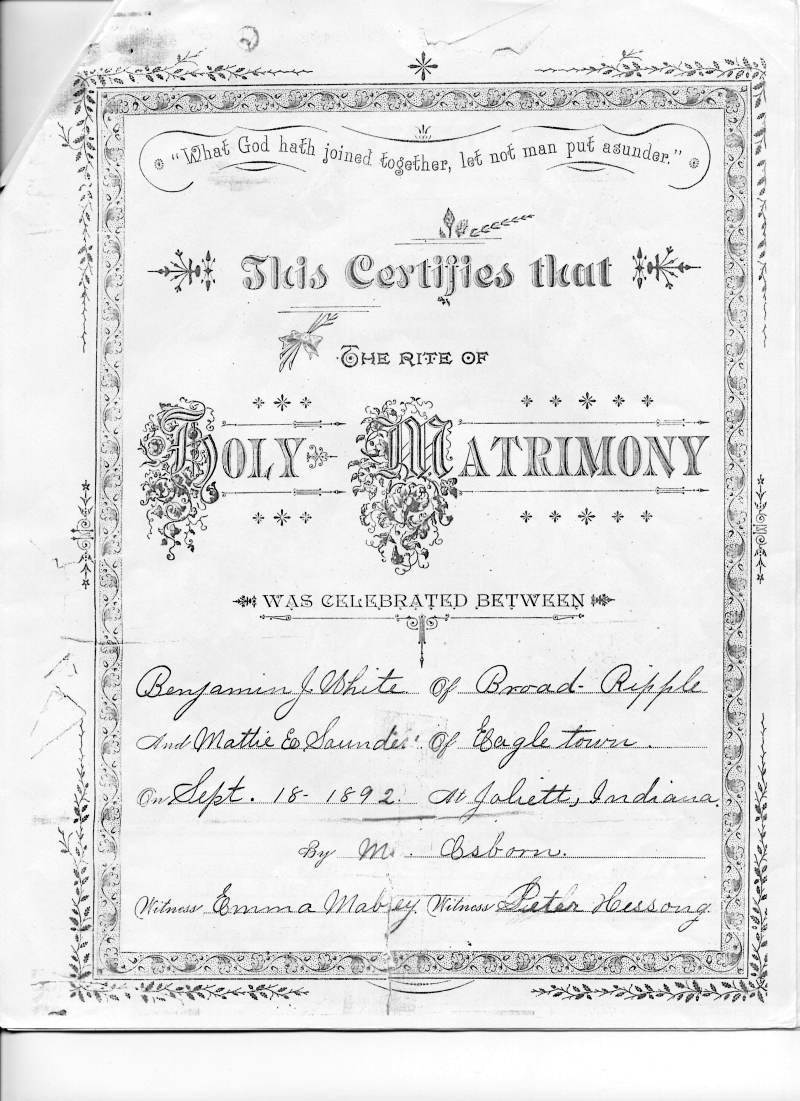 "What God hath joined together, let not man put asunder."
This Certifies that
THE RITE OF
HOLY MATRIMONY
WAS CELEBRATED BETWEEN
Benjamin J. White Of Broad-Ripple
And Mattie E Saunders Of Eagletown.
On Sept. 18-1892. At Joliett, Indiana.
By M. Osborn.
Witness Emma Mabrey. Witness Peter Hessong.